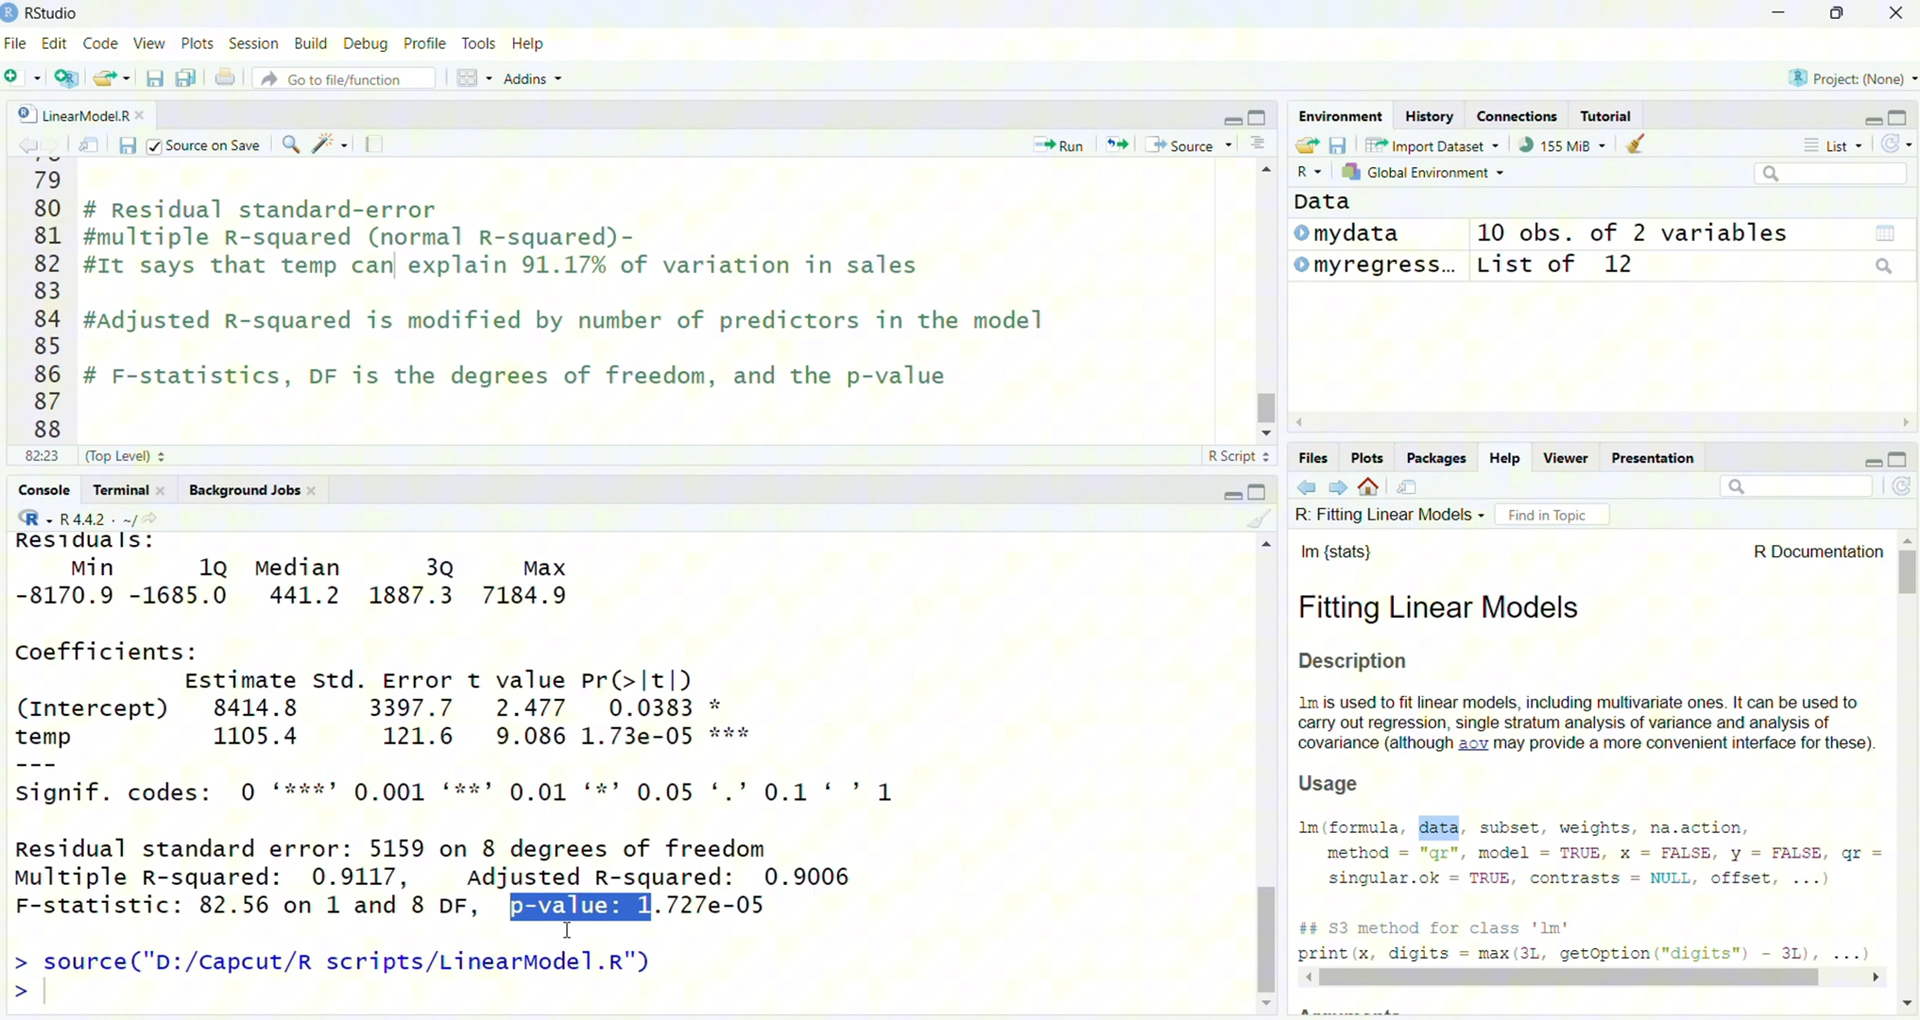 RStudio
File Edit Code View Plots Session Build Debug Profile Tools Help
Go to file/function Addins Project: (None)
LinearModel.R
Source on Save Run Source
79
80 # Residual standard-error
81 #multiple R-squared (normal R-squared)-
82 #It says that temp can explain 91.17% of variation in sales
83
84 #Adjusted R-squared is modified by number of predictors in the model
85
86 # F-statistics, DF is the degrees of freedom, and the p-value
87
88
82:23 (Top Level) R Script
Console Terminal Background Jobs
R 4.4.2 · ~/
Residuals:
Min 1Q Median 3Q Max
-8170.9 -1685.0 441.2 1887.3 7184.9
Coefficients:
Estimate Std. Error t value Pr(>|t|)
(Intercept) 8414.8 3397.7 2.477 0.0383 *
temp 1105.4 121.6 9.086 1.73e-05 ***
---
Signif. codes: 0 ‘***’ 0.001 ‘**’ 0.01 ‘*’ 0.05 ‘.’ 0.1 ‘ ’ 1
Residual standard error: 5159 on 8 degrees of freedom
Multiple R-squared: 0.9117, Adjusted R-squared: 0.9006
F-statistic: 82.56 on 1 and 8 DF, p-value: 1.727e-05
> source("D:/Capcut/R scripts/LinearModel.R")
>
Environment History Connections Tutorial
Import Dataset 155 MiB List
R Global Environment
Data
mydata 10 obs. of 2 variables
myregress… List of 12
Files Plots Packages Help Viewer Presentation
R: Fitting Linear Models Find in Topic
lm {stats} R Documentation
Fitting Linear Models
Description
lm is used to fit linear models, including multivariate ones. It can be used to
carry out regression, single stratum analysis of variance and analysis of
covariance (although aov may provide a more convenient interface for these).
Usage
lm(formula, data, subset, weights, na.action,
method = "qr", model = TRUE, x = FALSE, y = FALSE, qr =
singular.ok = TRUE, contrasts = NULL, offset, ...)
## S3 method for class 'lm'
print(x, digits = max(3L, getOption("digits") - 3L), ...)